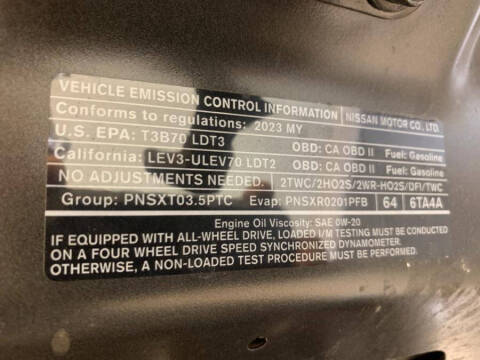 VEHICLE EMISSION CONTROL INFORMATION NISSAN MOTOR CO., LTD.
Conforms to regulations: 2023 MY
U.S. EPA: T3B70 LDT3 OBD: CA OBD II Fuel: Gasoline
California: LEV3-ULEV70 LDT2 OBD: CA OBD II Fuel: Gasoline
NO ADJUSTMENTS NEEDED. 2TWC/2HO2S/2WR-HO2S/DFI/TWC
Group: PNSXT03.5PTC Evap: PNSXR0201PFB 64 6TA4A
Engine Oil Viscosity: SAE 0W-20
IF EQUIPPED WITH ALL-WHEEL DRIVE, LOADED I/M TESTING MUST BE CONDUCTED
ON A FOUR WHEEL DRIVE SPEED SYNCHRONIZED DYNAMOMETER.
OTHERWISE, A NON-LOADED TEST PROCEDURE MUST BE PERFORMED.